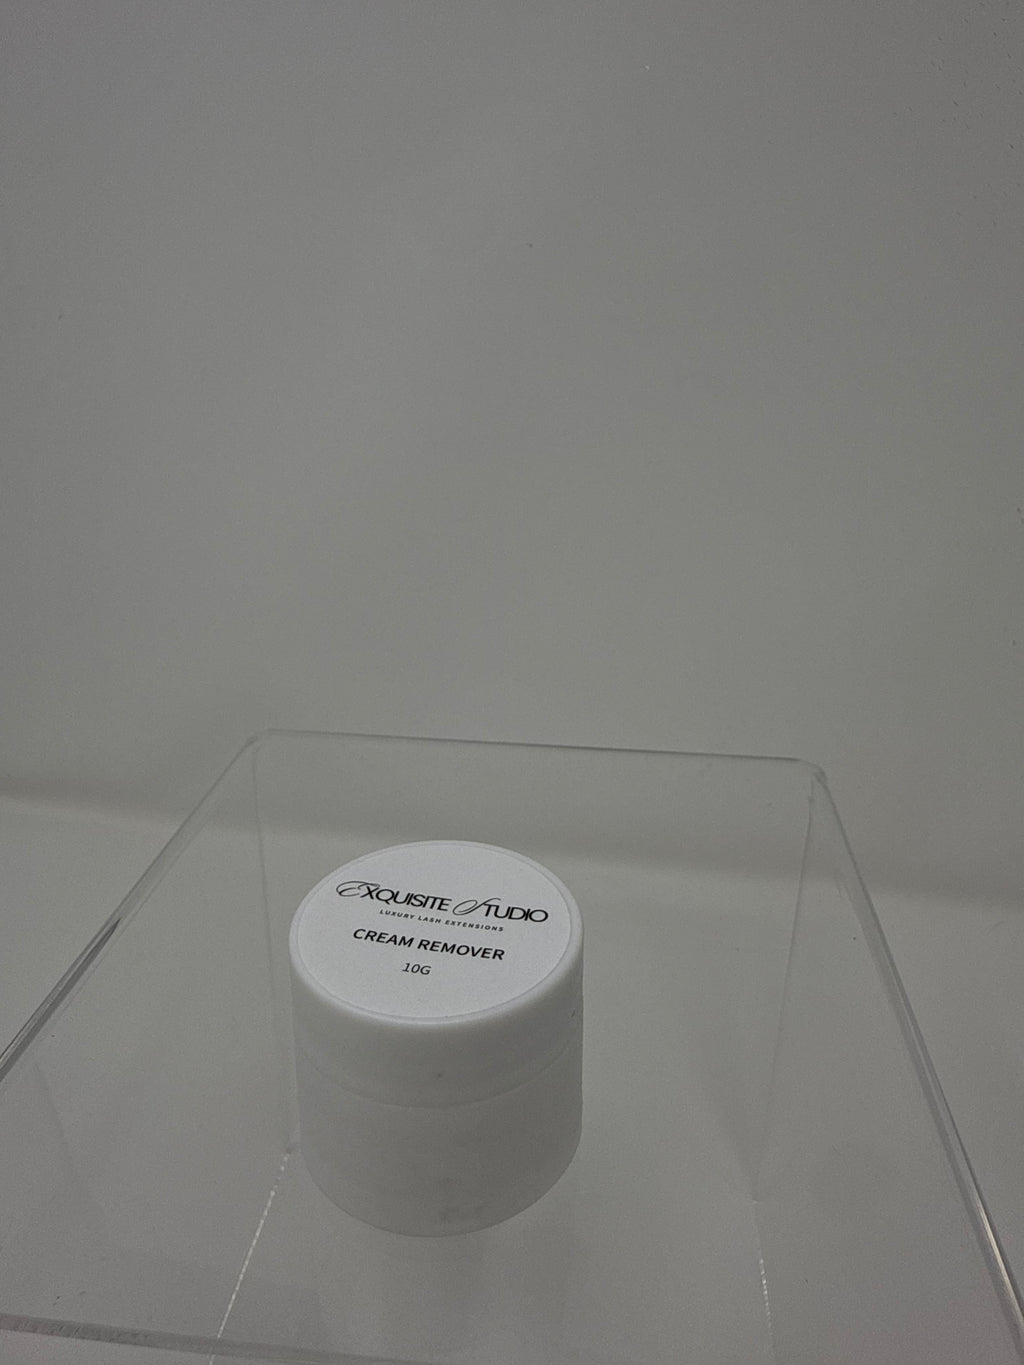 EXQUISITE STUDIO
LUXURY LASH EXTENSIONS
CREAM REMOVER
10G